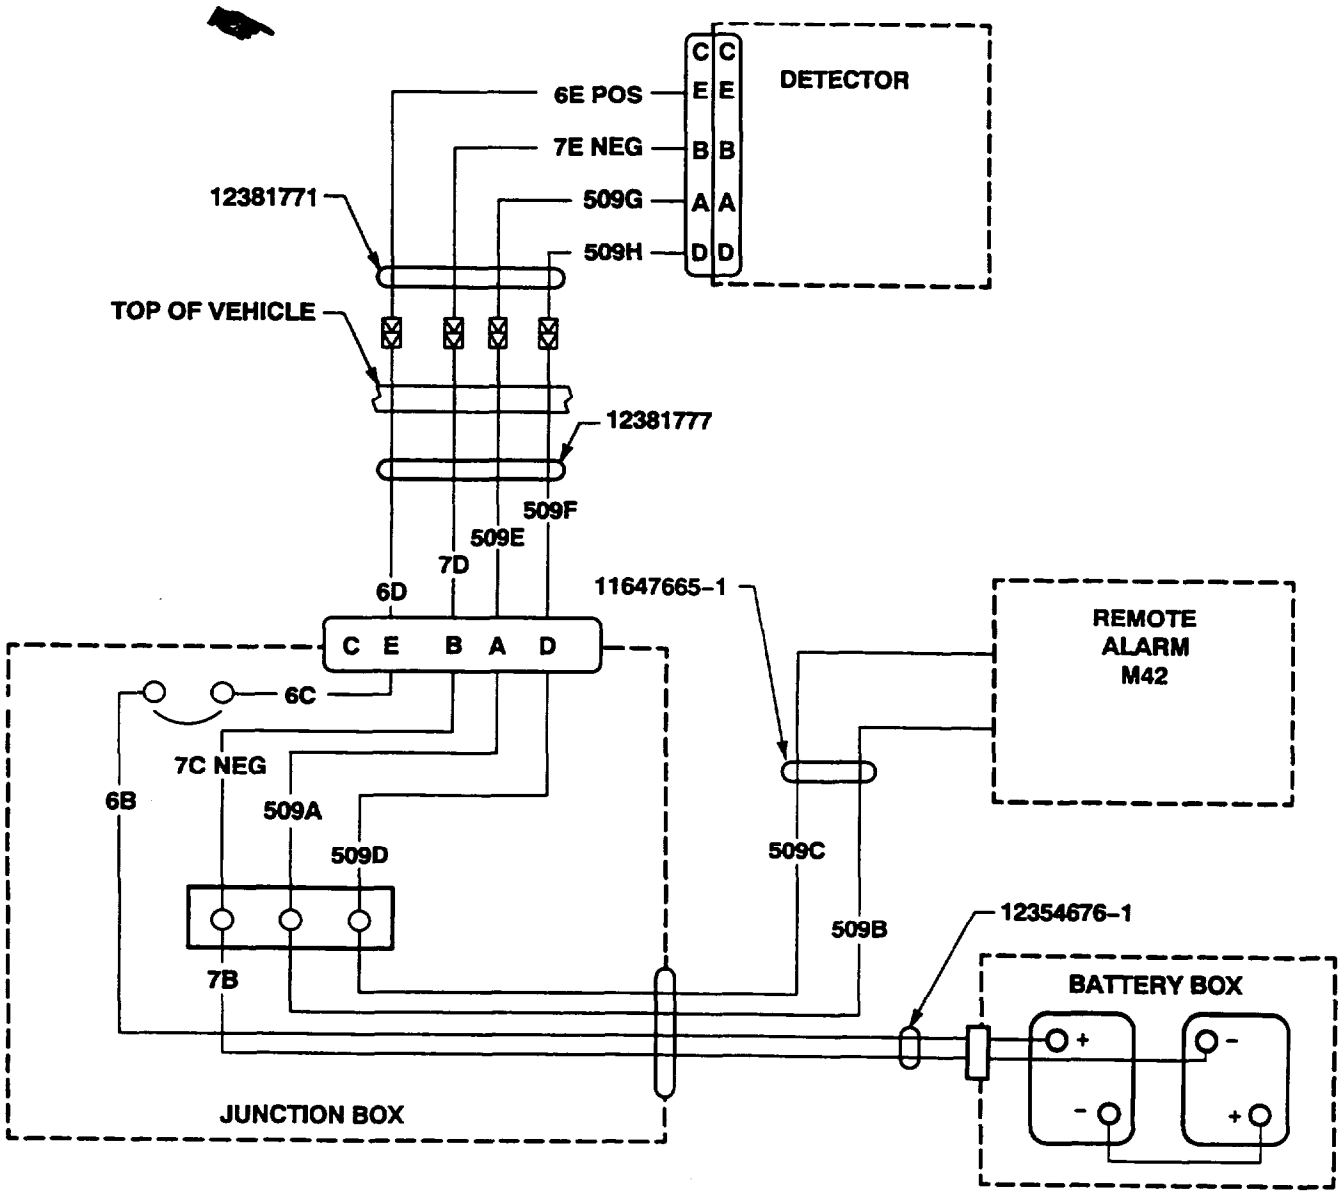 C C
DETECTOR
6E POS E E
7E NEG B B
12381771
509G A A
509H D D
TOP OF VEHICLE
12381777
509F
509E
7D
6D
11647665-1
REMOTE
ALARM
M42
C E B A D
6C
7C NEG
6B
509A
509D
509C
12354676-1
509B
7B
BATTERY BOX
+ -
- +
JUNCTION BOX